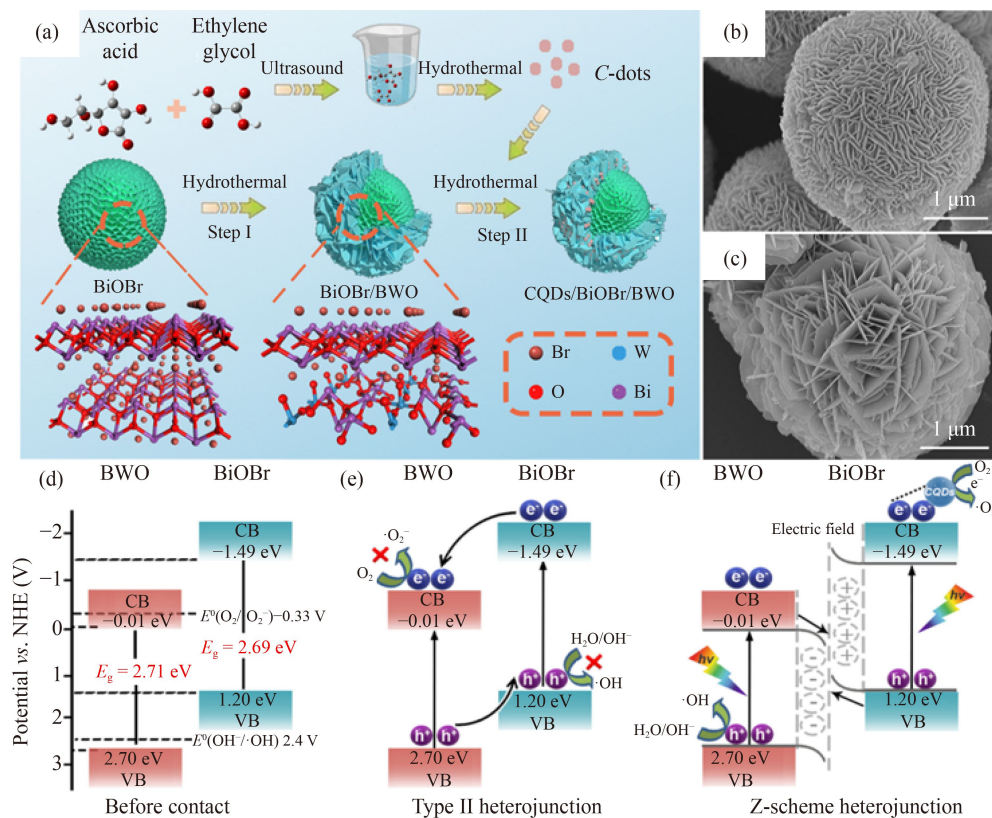 (a)
Ascorbic
acid
Ethylene
glycol
Ultrasound
Hydrothermal
C-dots
Hydrothermal
Step I
Hydrothermal
Step II
BiOBr
BiOBr/BWO
CQDs/BiOBr/BWO
Br
W
O
Bi
(b)
1 μm
(c)
1 μm
(d)
BWO
BiOBr
Potential vs. NHE (V)
−2
−1
0
1
2
3
CB
−1.49 eV
CB
−0.01 eV
E⁰(O₂/·O₂⁻)−0.33 V
E_g = 2.71 eV
E_g = 2.69 eV
1.20 eV
VB
E⁰(OH⁻/·OH) 2.4 V
2.70 eV
VB
Before contact
(e)
BWO
BiOBr
e⁻ e⁻
CB
−1.49 eV
·O₂⁻
O₂
e⁻ e⁻
CB
−0.01 eV
H₂O/OH⁻
·OH
h⁺ h⁺
1.20 eV
VB
h⁺ h⁺
2.70 eV
VB
Type II heterojunction
(f)
BWO
BiOBr
O₂
e⁻
CQDs
·O
e⁻ e⁻
CB
−1.49 eV
Electric field
e⁻ e⁻
CB
−0.01 eV
hv
hv
·OH
H₂O/OH⁻
h⁺ h⁺
1.20 eV
VB
h⁺ h⁺
2.70 eV
VB
Z-scheme heterojunction